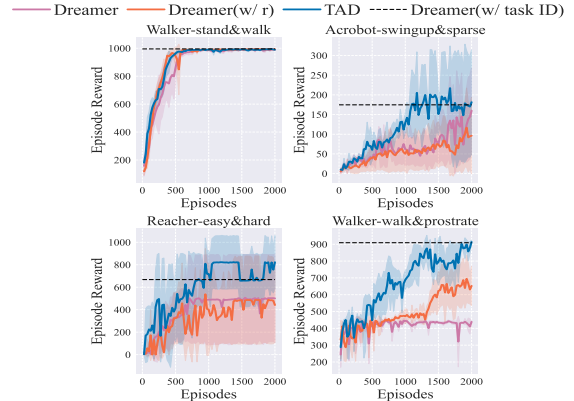 Dreamer Dreamer(w/ r) TAD Dreamer(w/ task ID)
Walker-stand&walk
Episode Reward
1000
800
600
400
200
0 500 1000 1500 2000
Episodes
Acrobot-swingup&sparse
Episode Reward
300
250
200
150
100
50
0
0 500 1000 1500 2000
Episodes
Reacher-easy&hard
Episode Reward
1000
800
600
400
200
0
0 500 1000 1500 2000
Episodes
Walker-walk&prostrate
Episode Reward
900
800
700
600
500
400
300
200
0 500 1000 1500 2000
Episodes